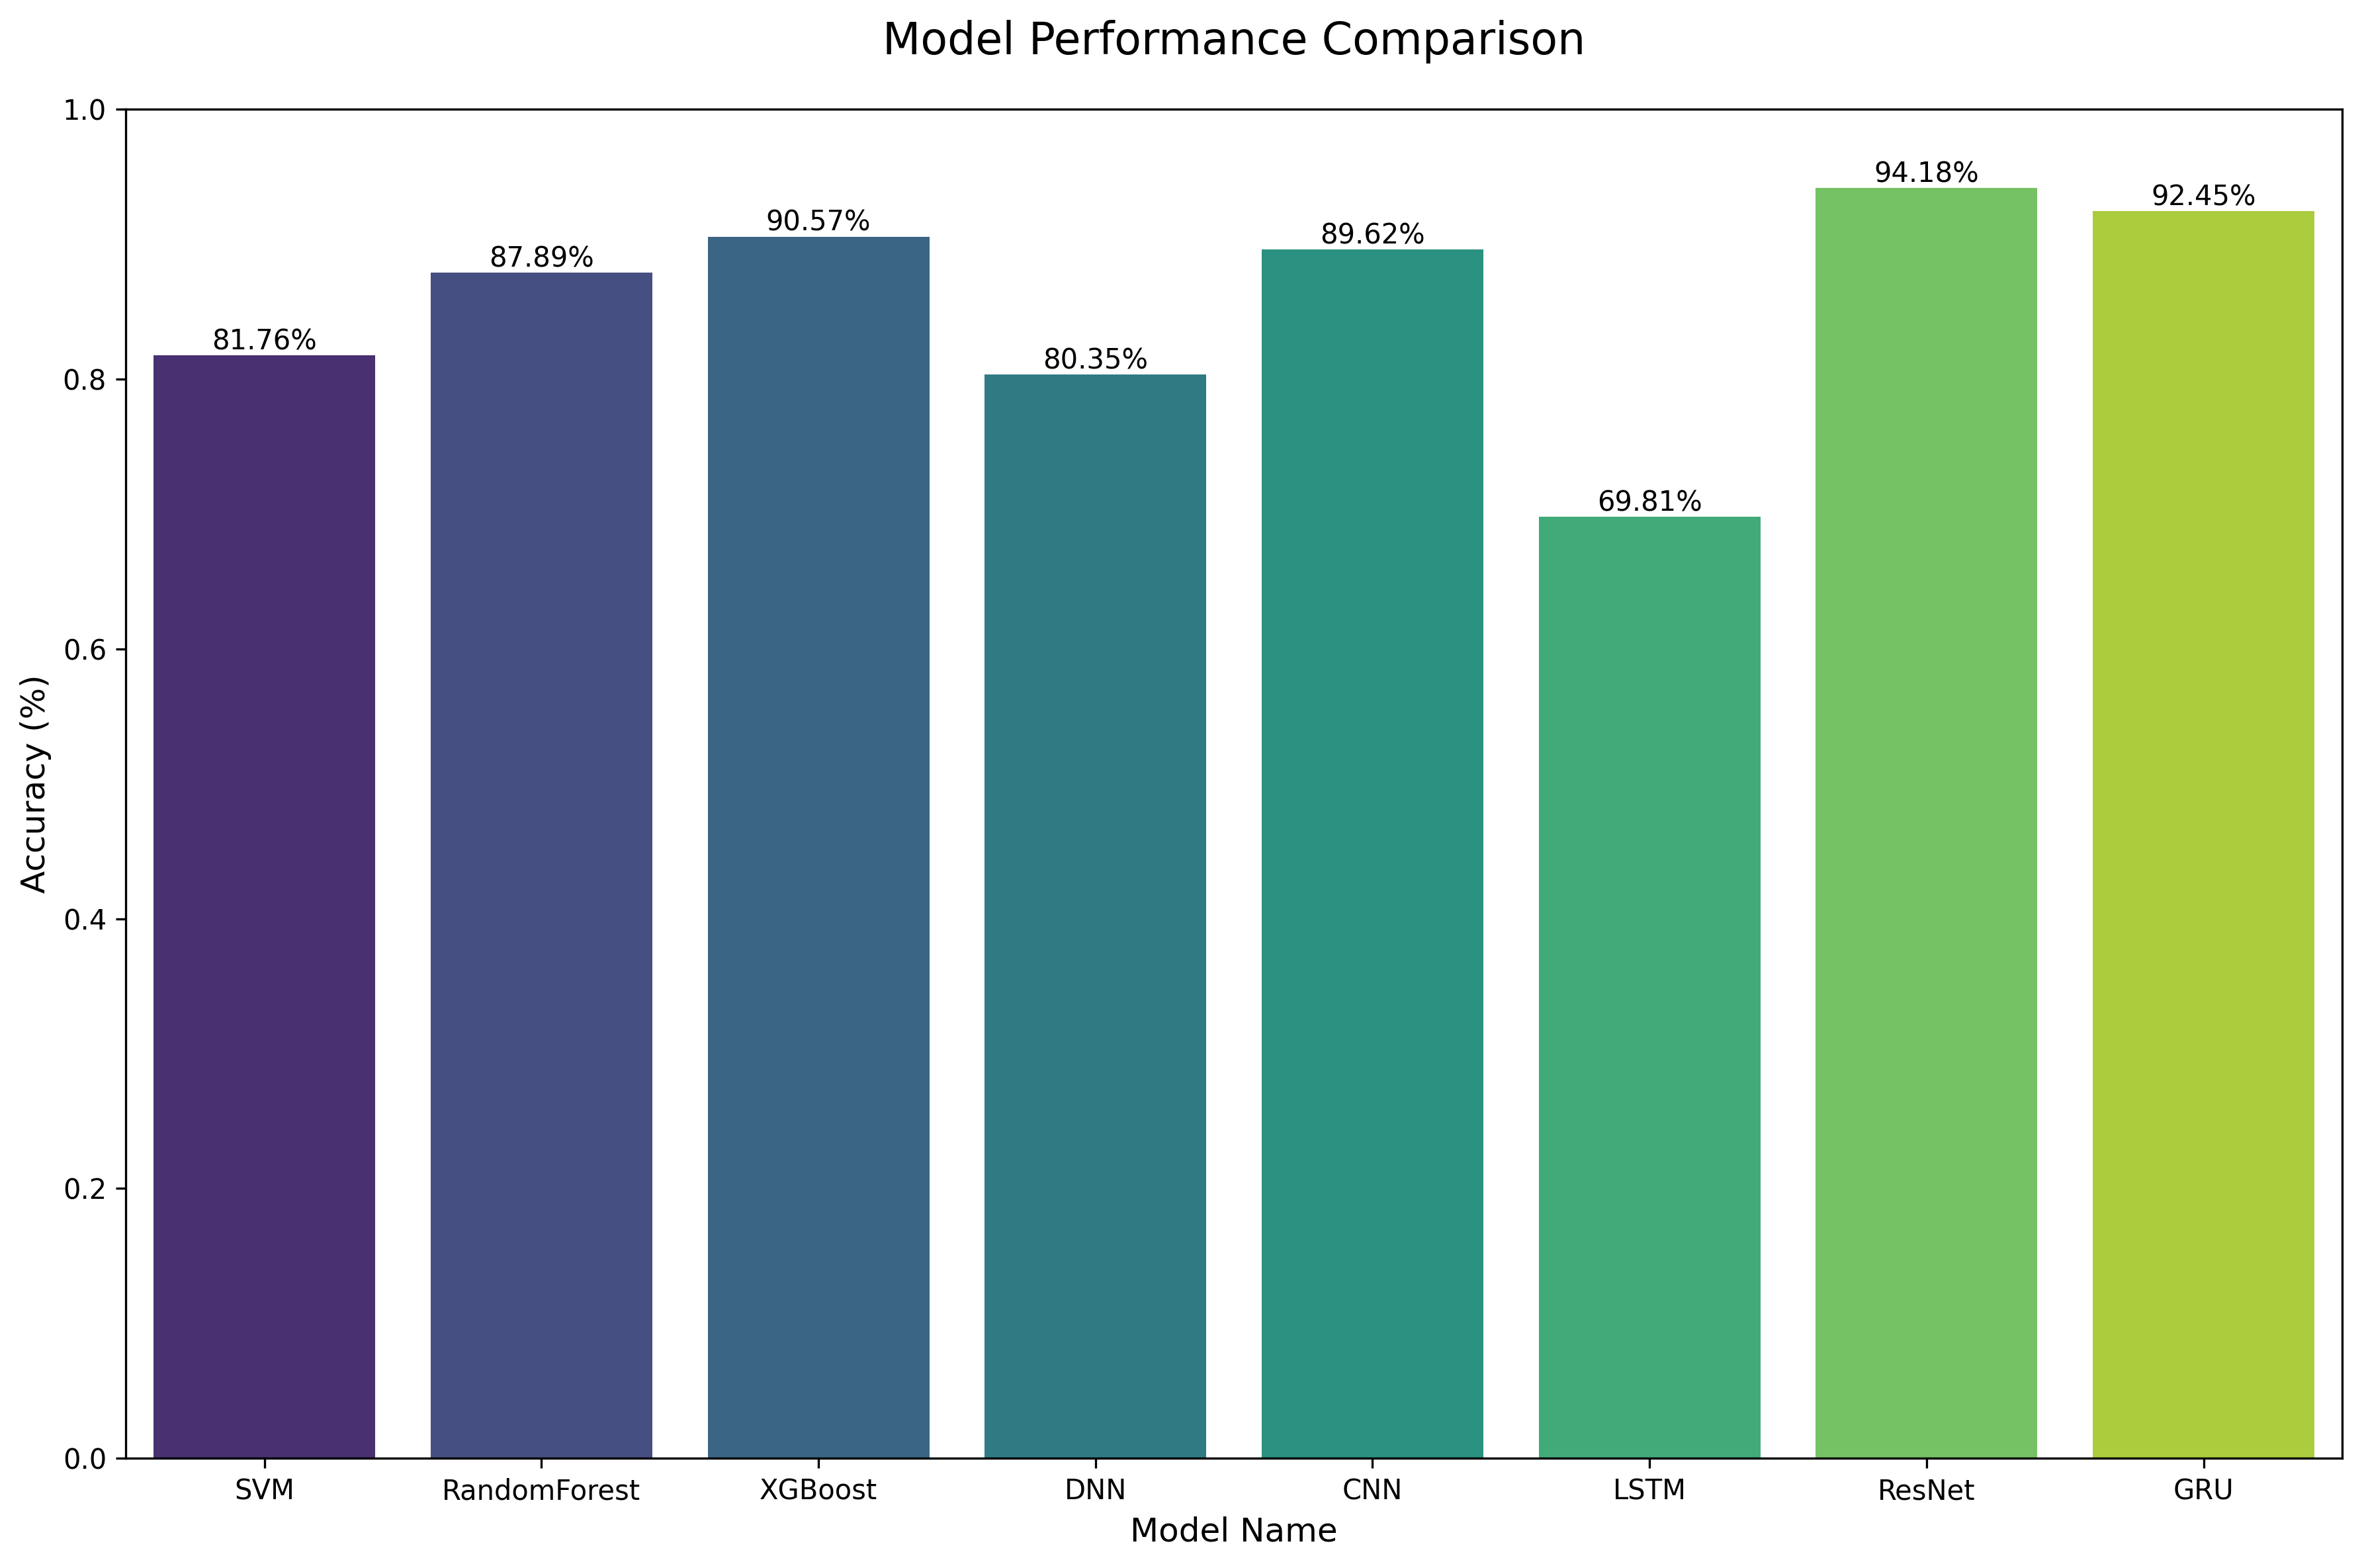 Model Performance Comparison
1.0
0.8
0.6
0.4
0.2
0.0
Accuracy (%)
81.76%
87.89%
90.57%
80.35%
89.62%
69.81%
94.18%
92.45%
SVM
RandomForest
XGBoost
DNN
CNN
LSTM
ResNet
GRU
Model Name